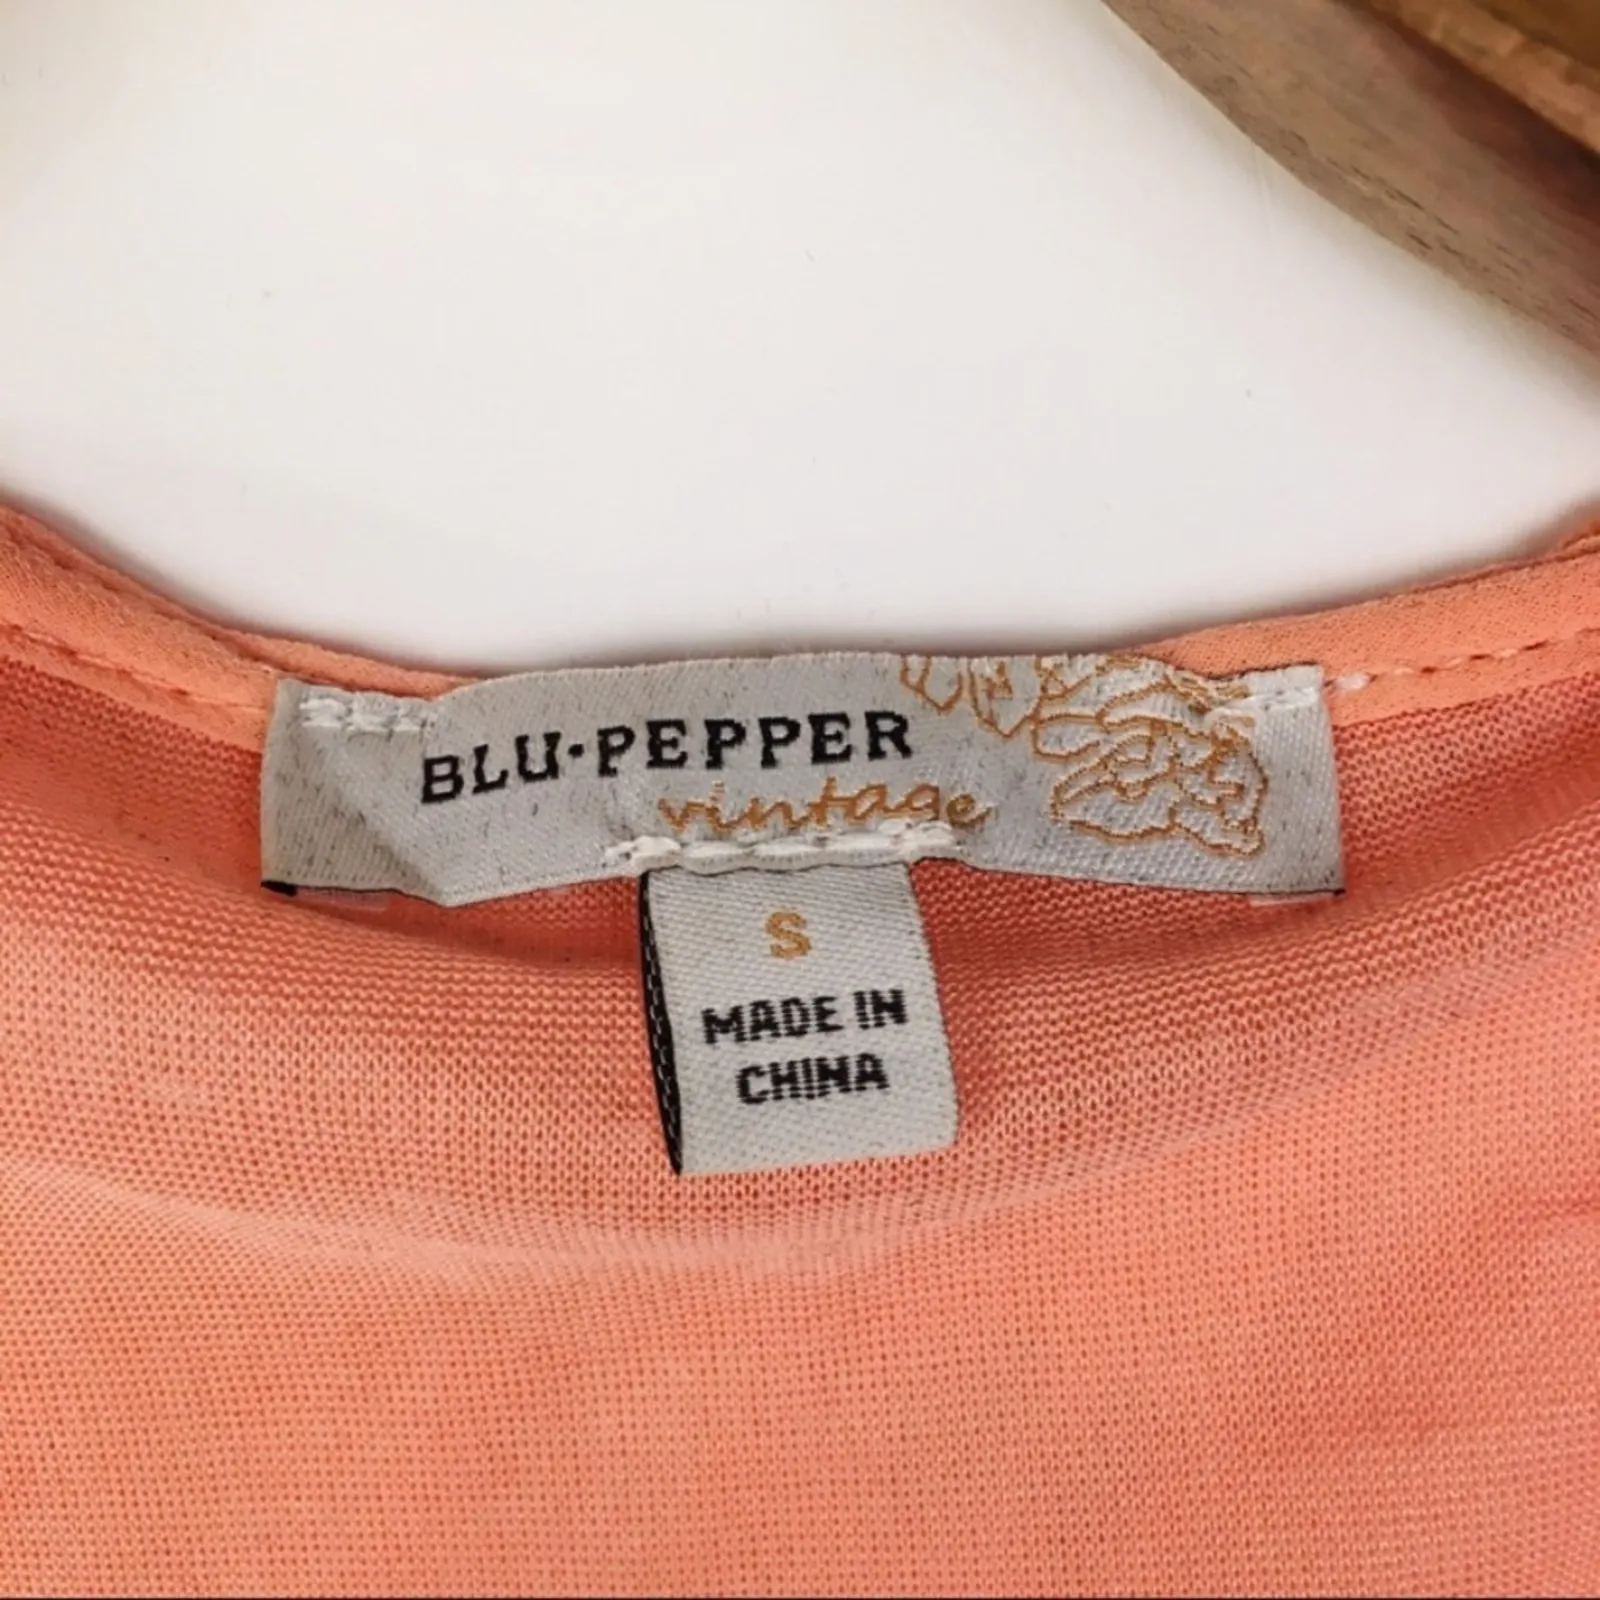 BLU·PEPPER
vintage
S
MADE IN
CHINA